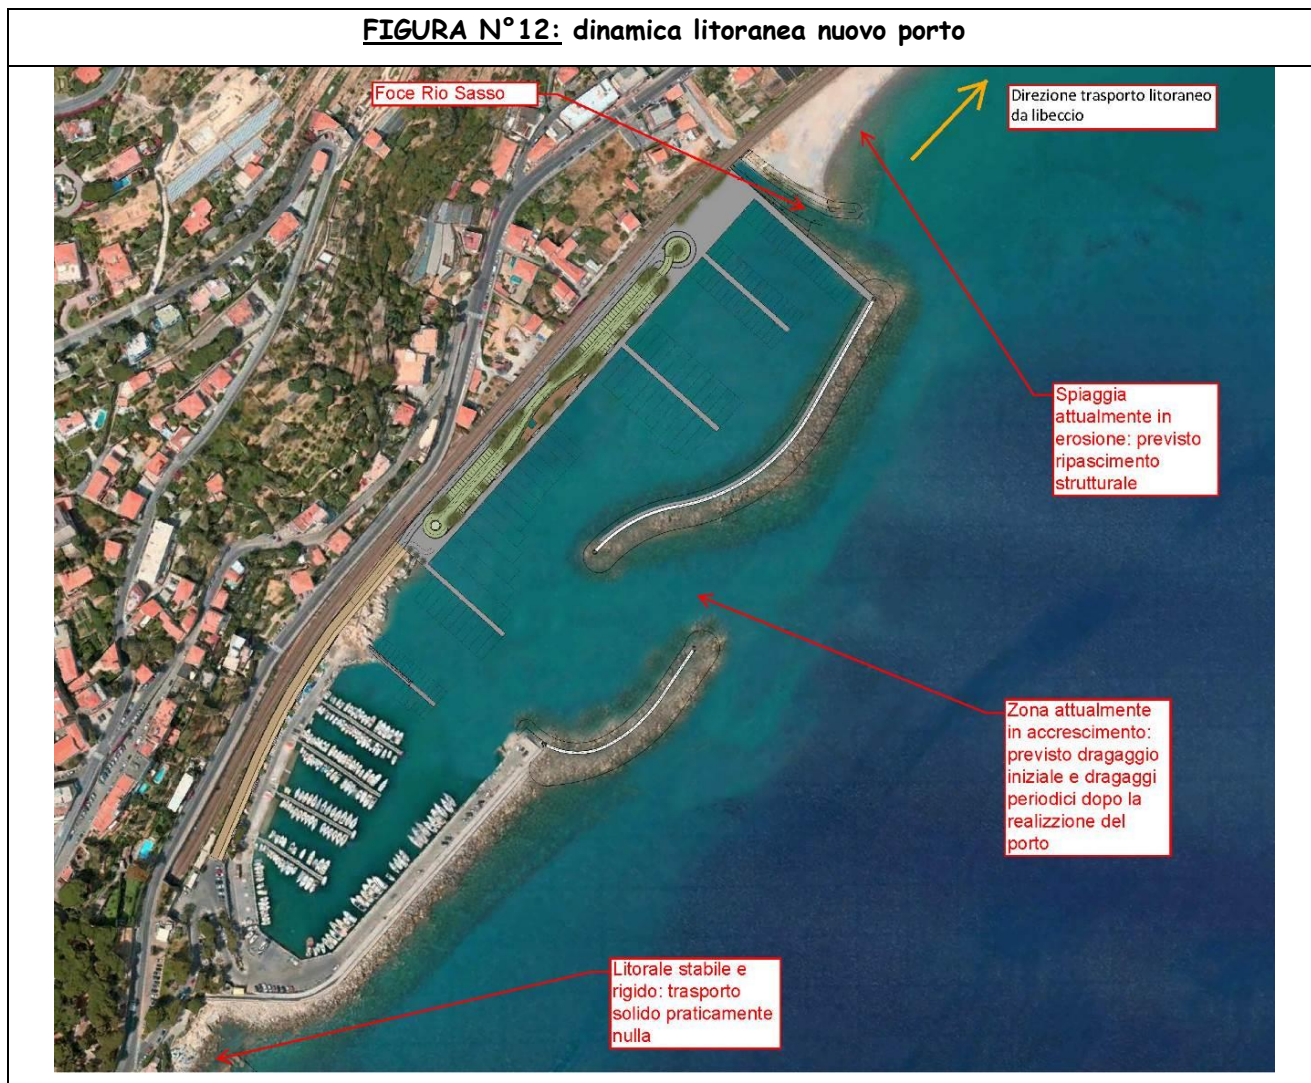 FIGURA N°12: dinamica litoranea nuovo porto
Foce Rio Sasso
Direzione trasporto litoraneo
da libeccio
Spiaggia
attualmente in
erosione: previsto
ripascimento
strutturale
Zona attualmente
in accrescimento:
previsto dragaggio
iniziale e dragaggi
periodici dopo la
realizzione del
porto
Litorale stabile e
rigido: trasporto
solido praticamente
nulla